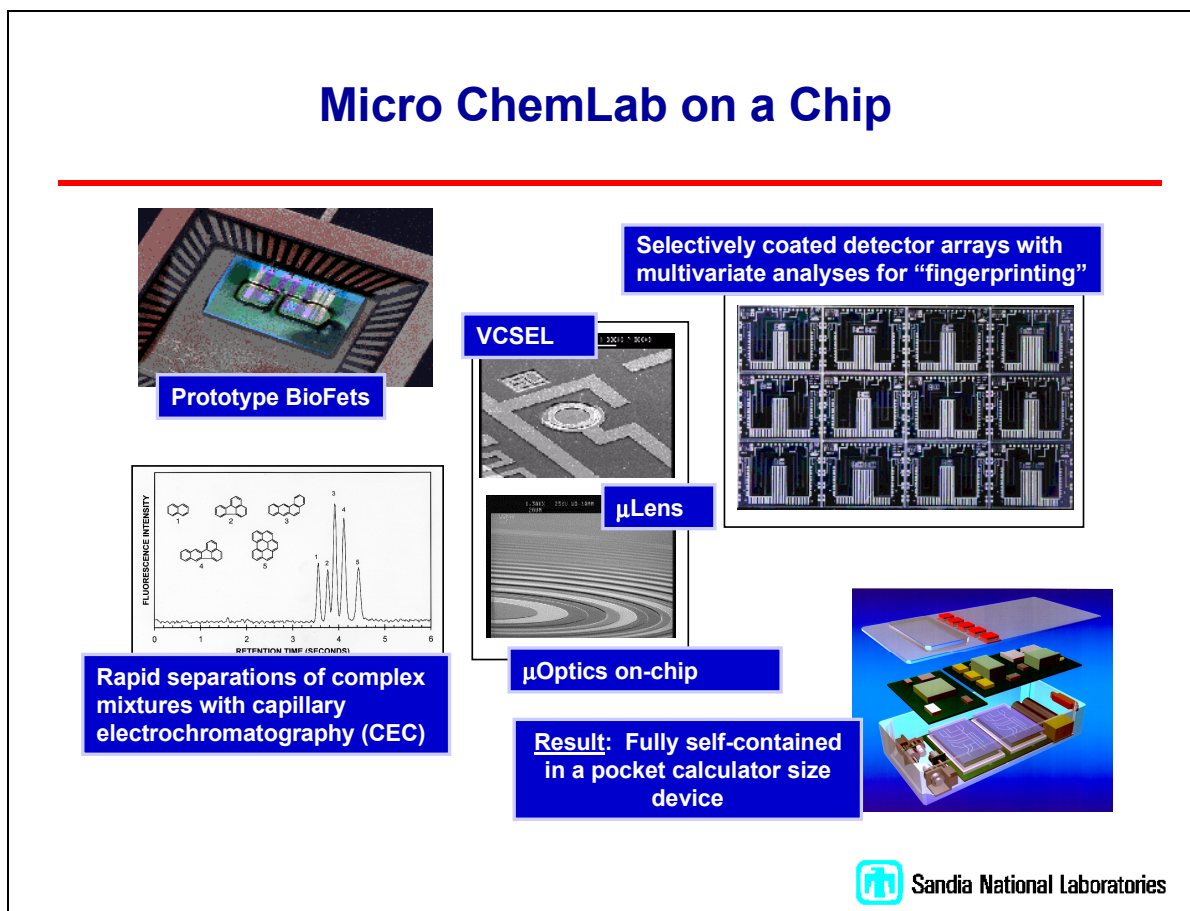 Micro ChemLab on a Chip
Prototype BioFets
VCSEL
Selectively coated detector arrays with
multivariate analyses for “fingerprinting”
μLens
μOptics on-chip
FLUORESCENCE INTENSITY
1
2
3
4
5
1
2
3
4
5
0 1 2 3 4 5 6
RETENTION TIME (SECONDS)
Rapid separations of complex
mixtures with capillary
electrochromatography (CEC)
Result: Fully self-contained
in a pocket calculator size
device
Sandia National Laboratories